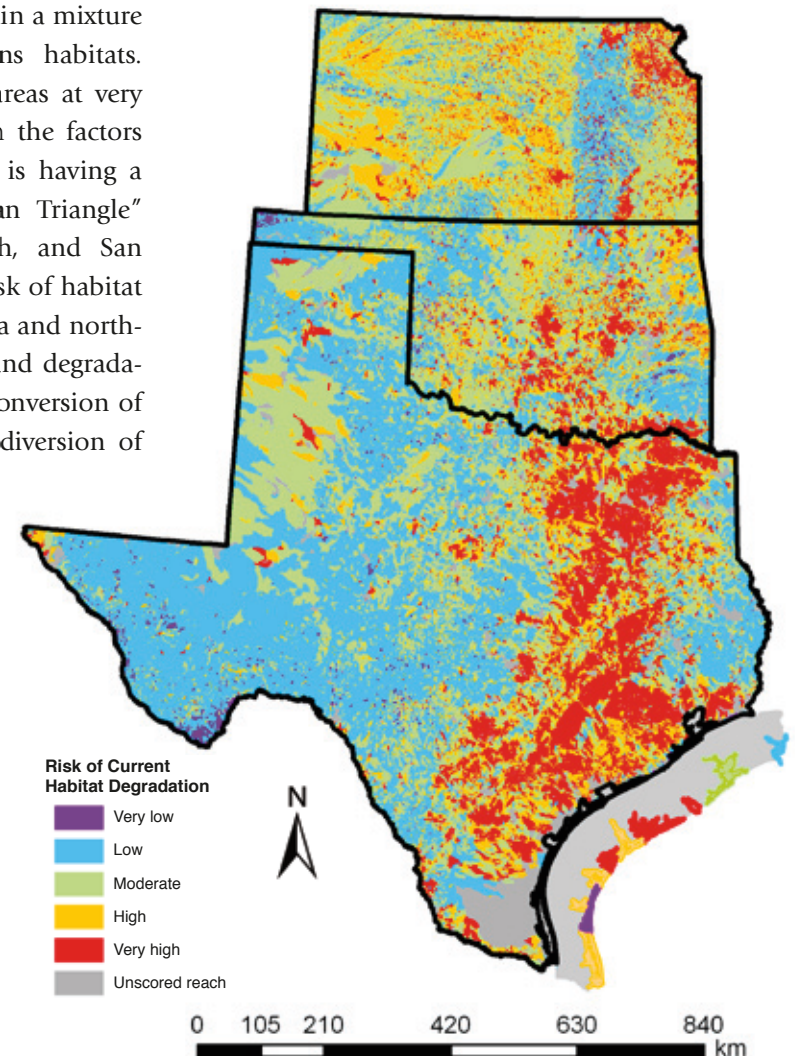 in a mixture
ns habitats.
areas at very
the factors
is having a
an Triangle”
h, and San
sk of habitat
a and north-
nd degrada-
onversion of
diversion of
Risk of Current
Habitat Degradation
Very low
Low
Moderate
High
Very high
Unscored reach
N
0 105 210 420 630 840
km